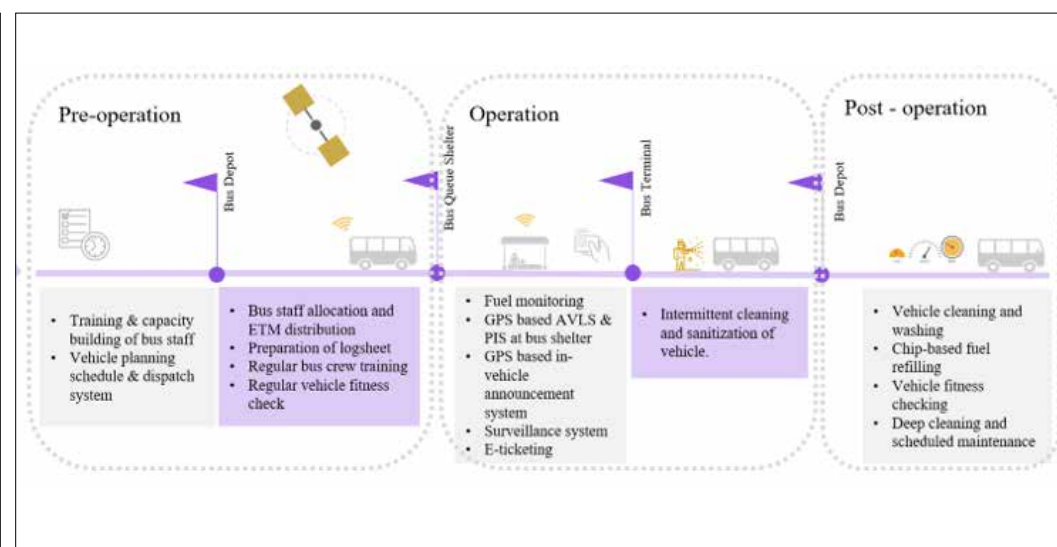 Pre-operation
Bus Depot
Bus Queue Shelter
• Training & capacity
building of bus staff
• Vehicle planning
schedule & dispatch
system
• Bus staff allocation and
ETM distribution
• Preparation of logsheet
• Regular bus crew training
• Regular vehicle fitness
check
Operation
Bus Terminal
• Fuel monitoring
• GPS based AVLS &
PIS at bus shelter
• GPS based in-
vehicle
announcement
system
• Surveillance system
• E-ticketing
• Intermittent cleaning
and sanitization of
vehicle.
Post - operation
Bus Depot
• Vehicle cleaning and
washing
• Chip-based fuel
refilling
• Vehicle fitness
checking
• Deep cleaning and
scheduled maintenance